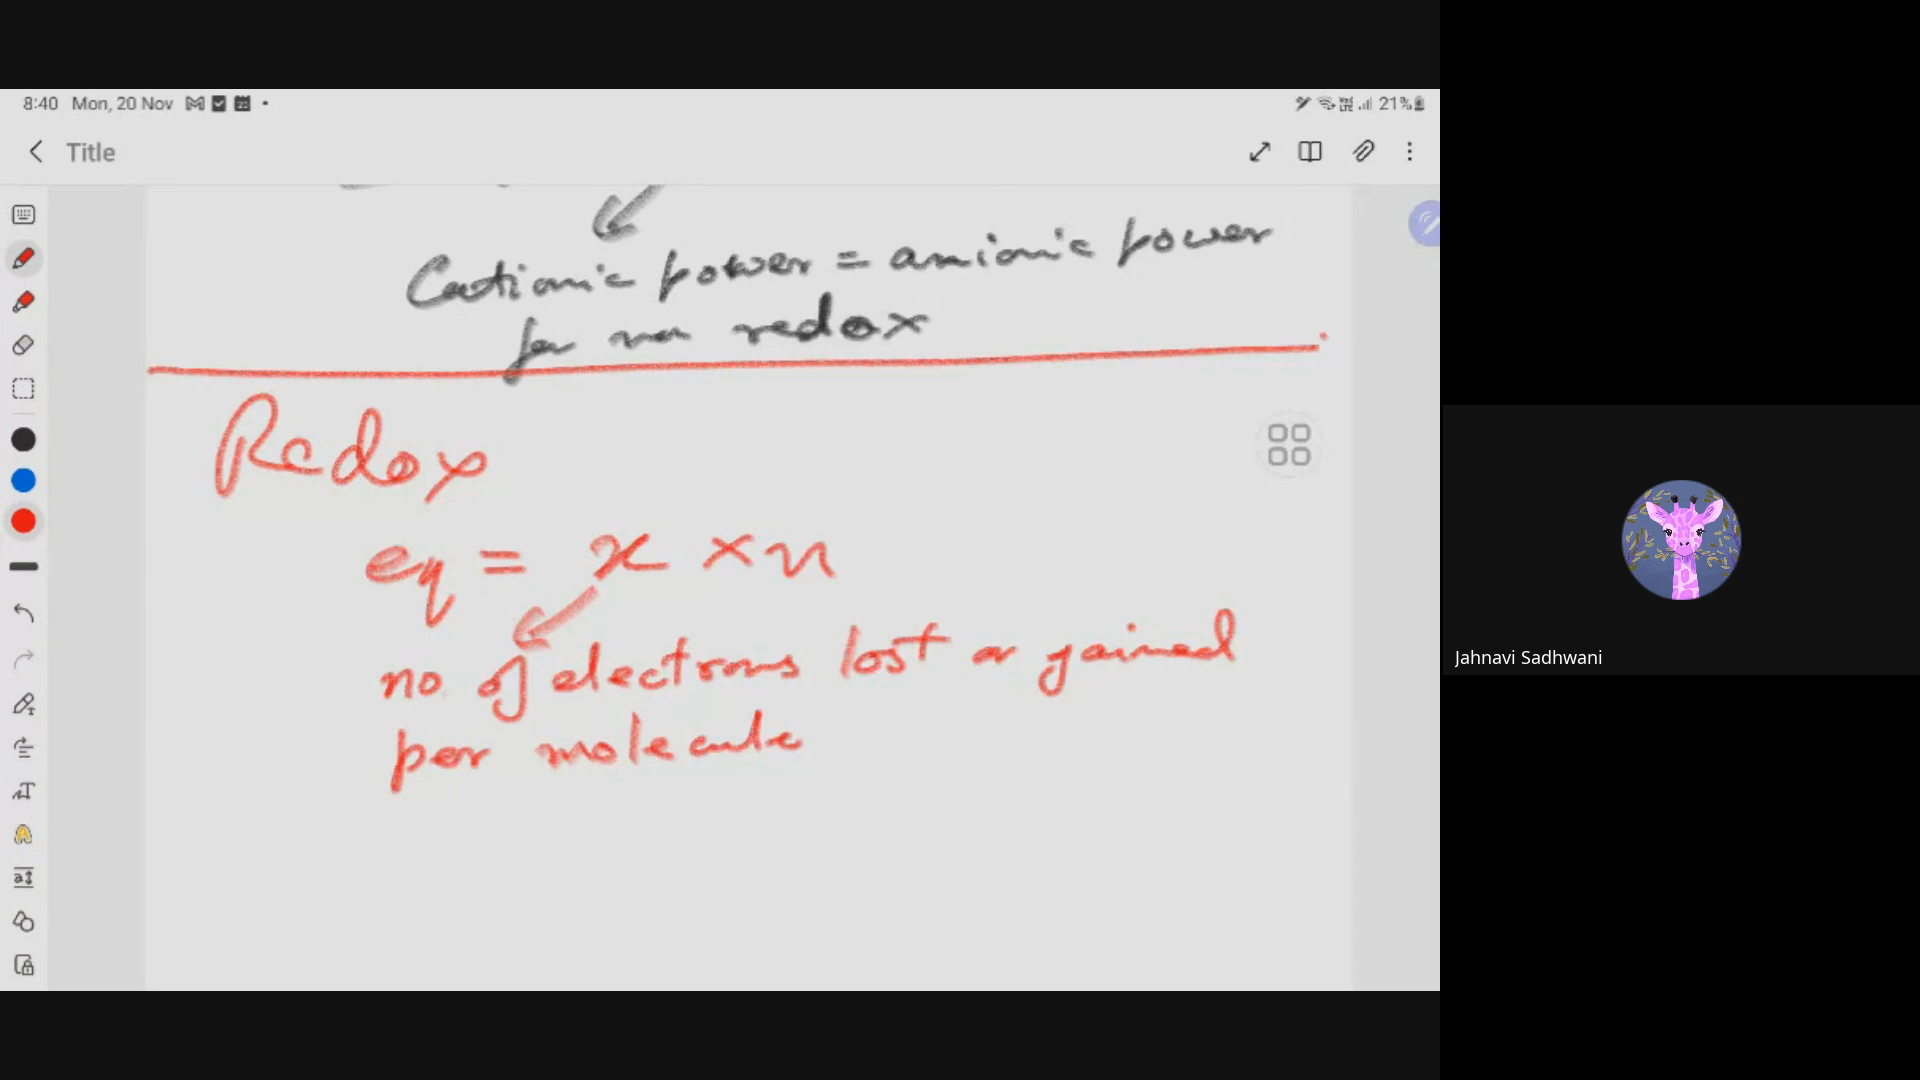 8:40 Mon, 20 Nov
21%
Title
Cationic power = anionic power
for non redox
Redox
eq = x × n
no. of electrons lost or gained
per molecule
Jahnavi Sadhwani